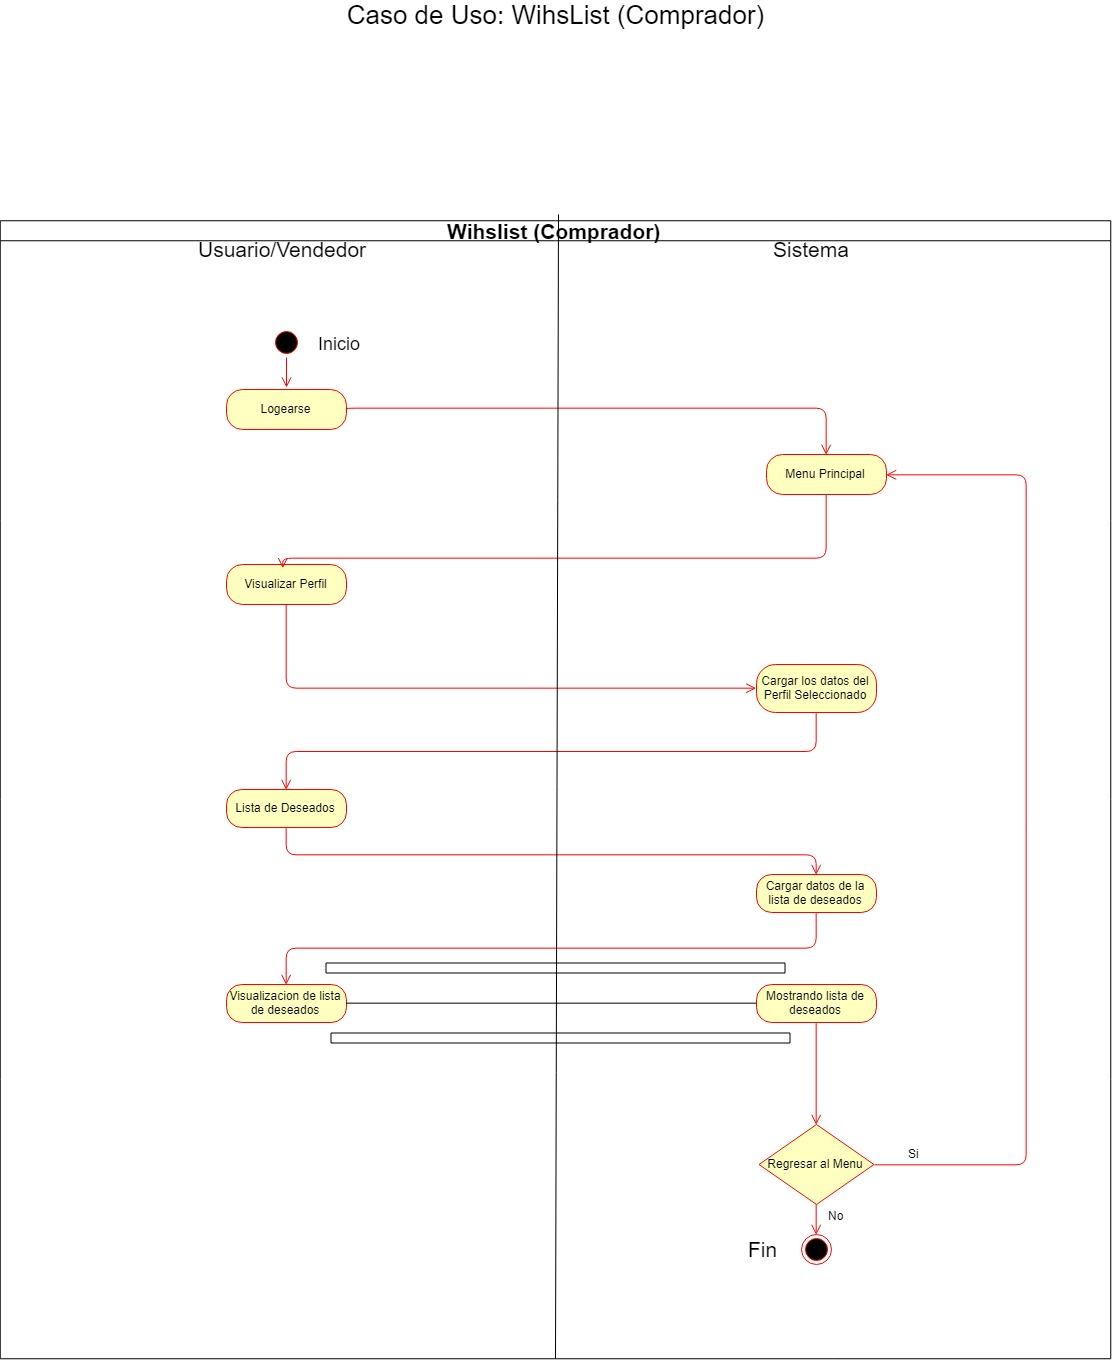 Caso de Uso: WihsList (Comprador)
Wihslist (Comprador)
Usuario/Vendedor
Sistema
Inicio
Logearse
Menu Principal
Visualizar Perfil
Cargar los datos del
Perfil Seleccionado
Lista de Deseados
Cargar datos de la
lista de deseados
Visualizacion de lista
de deseados
Mostrando lista de
deseados
Regresar al Menu
Si
No
Fin